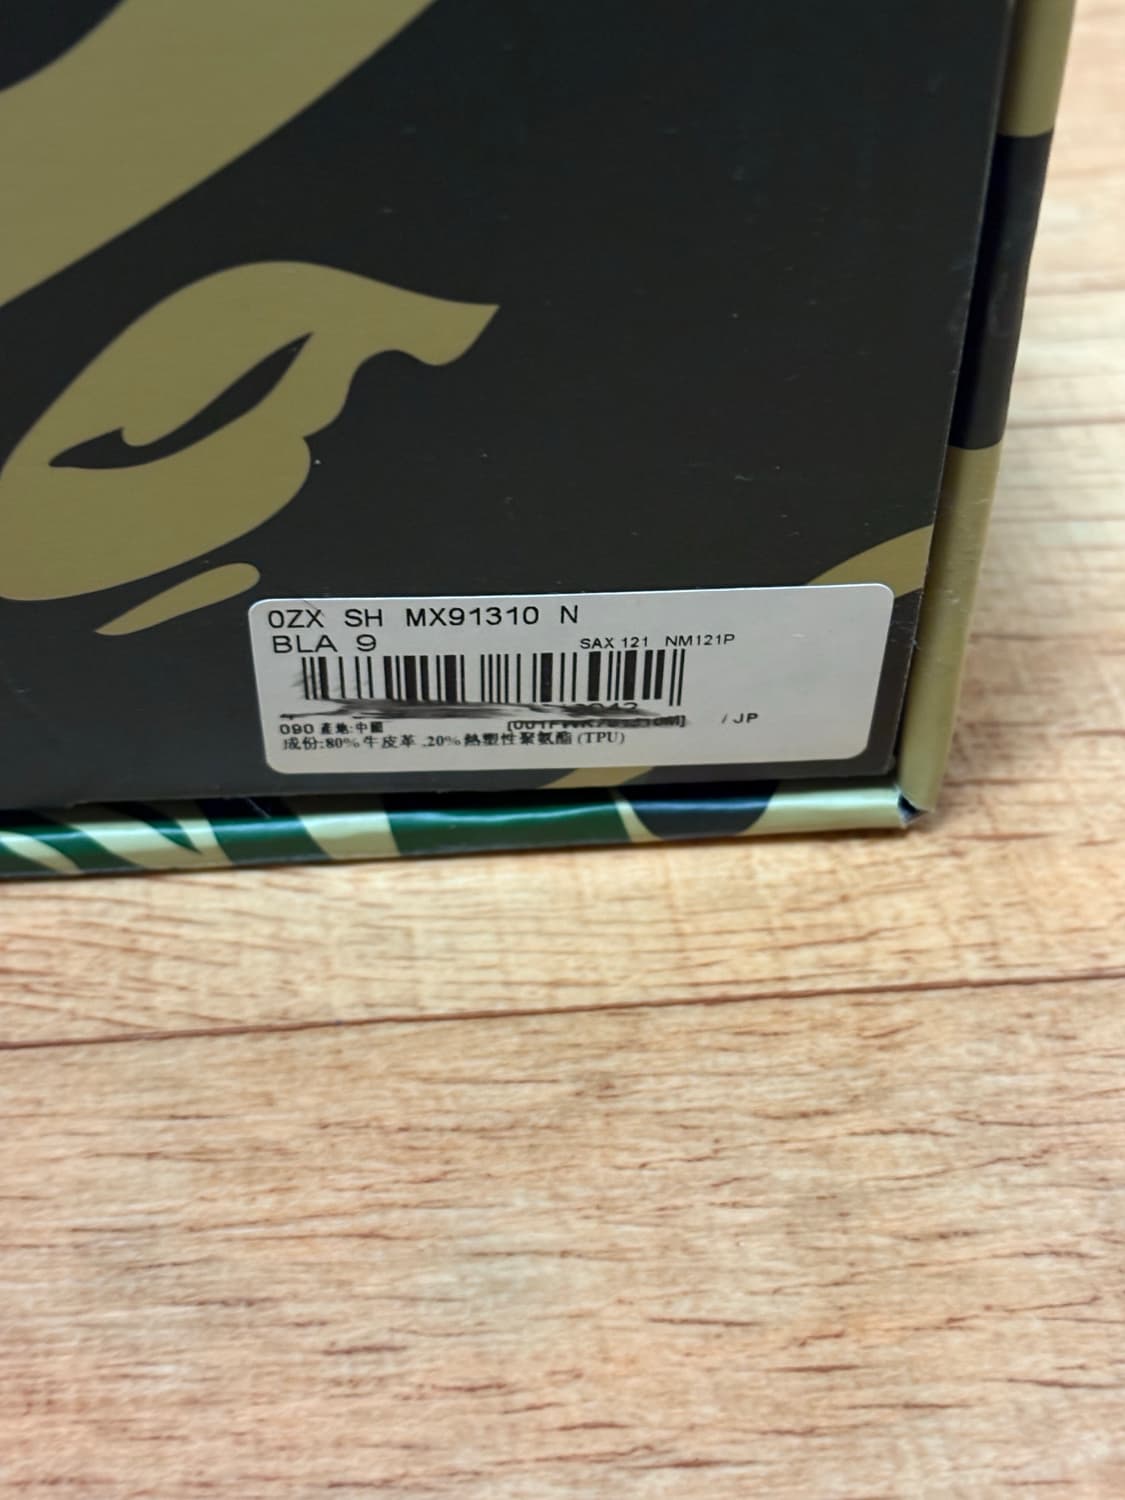 0ZX SH MX91310 N
BLA 9 SAX 121 NM121P
090 產地:中國 / JP
成份:80% 牛皮革 ,20% 熱塑性聚氨酯 (TPU)